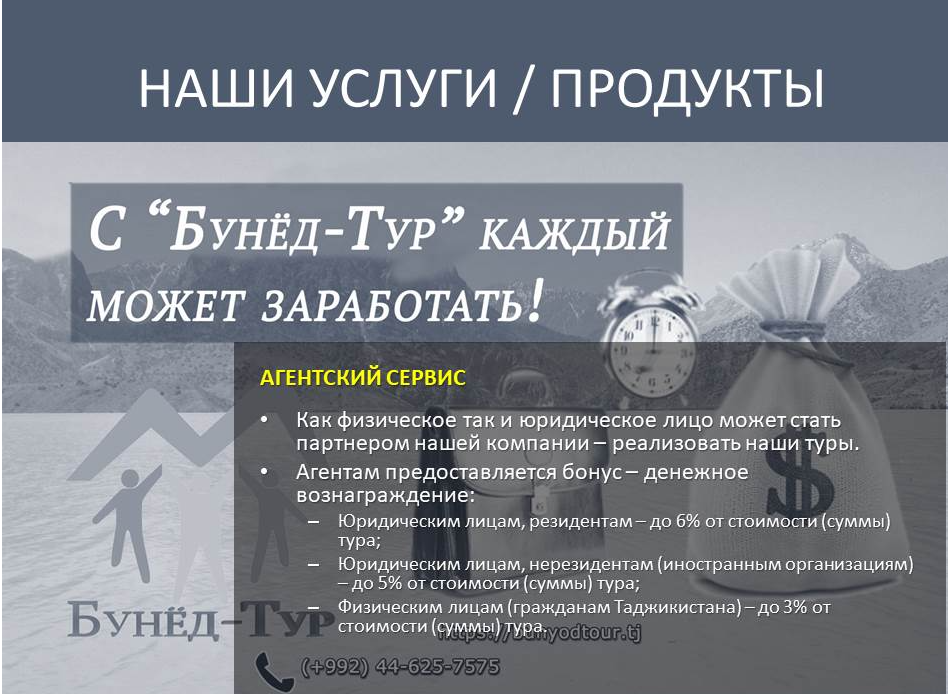 НАШИ УСЛУГИ / ПРОДУКТЫ
С “Бунёд-Тур” каждый
может заработать!
АГЕНТСКИЙ СЕРВИС
• Как физическое так и юридическое лицо может стать
партнером нашей компании – реализовать наши туры.
• Агентам предоставляется бонус – денежное
вознаграждение:
– Юридическим лицам, резидентам – до 6% от стоимости (суммы)
тура;
– Юридическим лицам, нерезидентам (иностранным организациям)
– до 5% от стоимости (суммы) тура;
– Физическим лицам (гражданам Таджикистана) – до 3% от
стоимости (суммы) тура.
Бунёд-Тур
https://bunyodtour.tj
(+992) 44-625-7575
$